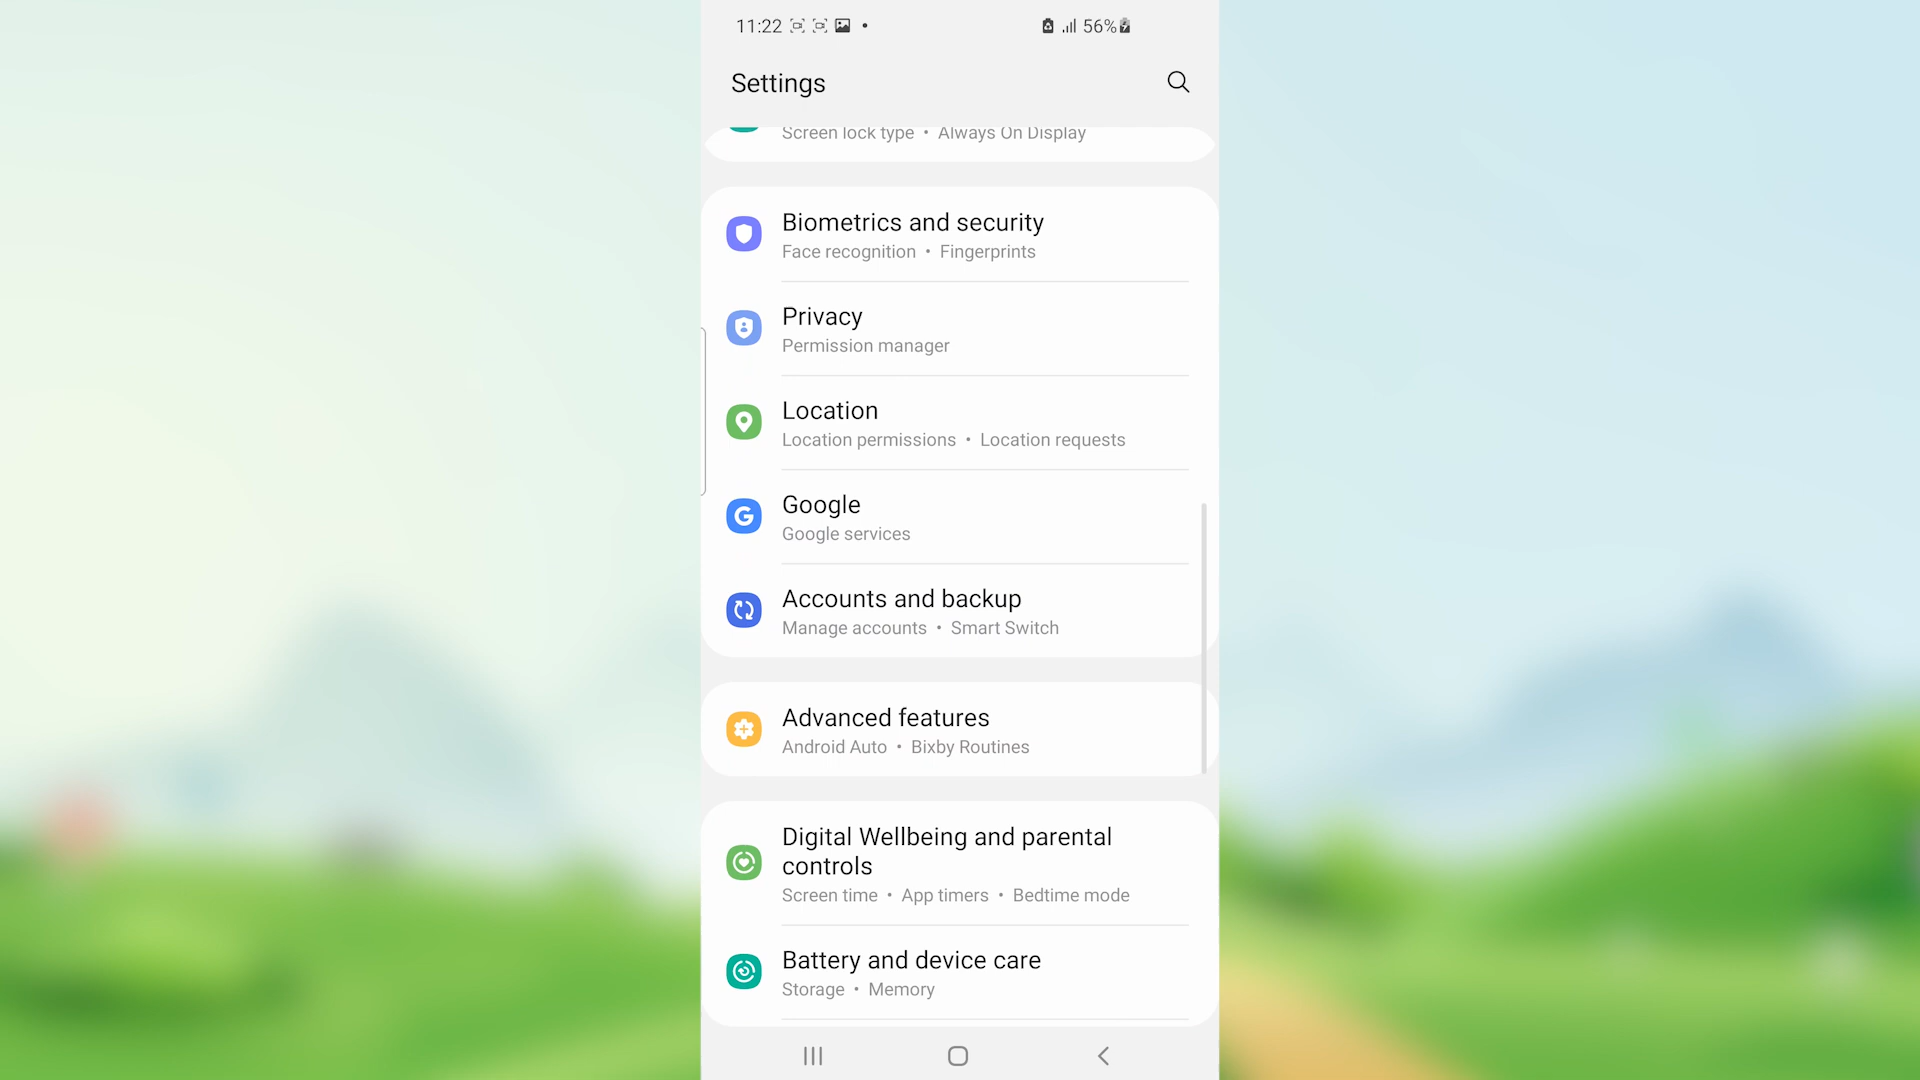 11:22 56%
Settings
Screen lock type • Always On Display
Biometrics and security
Face recognition • Fingerprints
Privacy
Permission manager
Location
Location permissions • Location requests
Google
Google services
Accounts and backup
Manage accounts • Smart Switch
Advanced features
Android Auto • Bixby Routines
Digital Wellbeing and parental
controls
Screen time • App timers • Bedtime mode
Battery and device care
Storage • Memory